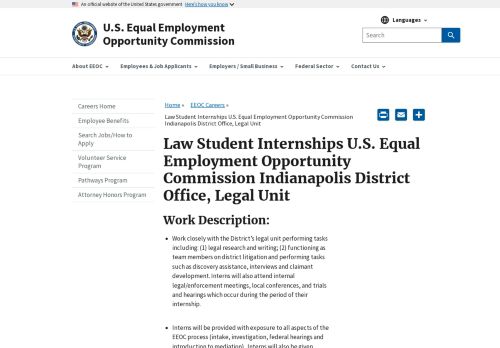 An official website of the United States government Here's how you know
U.S. Equal Employment
Opportunity Commission
Languages
Search
About EEOC
Employees & Job Applicants
Employers / Small Business
Federal Sector
Contact Us
Careers Home
Employee Benefits
Search Jobs/How to
Apply
Volunteer Service
Program
Pathways Program
Attorney Honors Program
Home » EEOC Careers »
Law Student Internships U.S. Equal Employment Opportunity Commission
Indianapolis District Office, Legal Unit
Law Student Internships U.S. Equal
Employment Opportunity
Commission Indianapolis District
Office, Legal Unit
Work Description:
• Work closely with the District's legal unit performing tasks
including: (1) legal research and writing; (2) functioning as
team members on district litigation and performing tasks
such as discovery assistance, interviews and claimant
development. Interns will also attend internal
legal/enforcement meetings, local conferences, and trials
and hearings which occur during the period of their
internship.
• Interns will be provided with exposure to all aspects of the
EEOC process (intake, investigation, federal hearings and
introduction to mediation). Interns will also be given